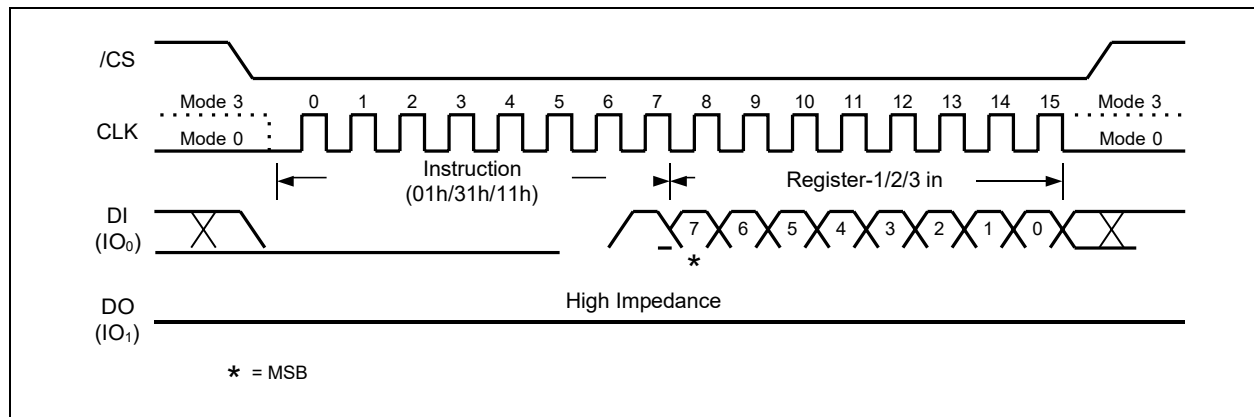 /CS
Mode 3 0 1 2 3 4 5 6 7 8 9 10 11 12 13 14 15 Mode 3
CLK Mode 0 Mode 0
Instruction
(01h/31h/11h)
Register-1/2/3 in
DI
(IO₀)
7 6 5 4 3 2 1 0
*
High Impedance
DO
(IO₁)
* = MSB